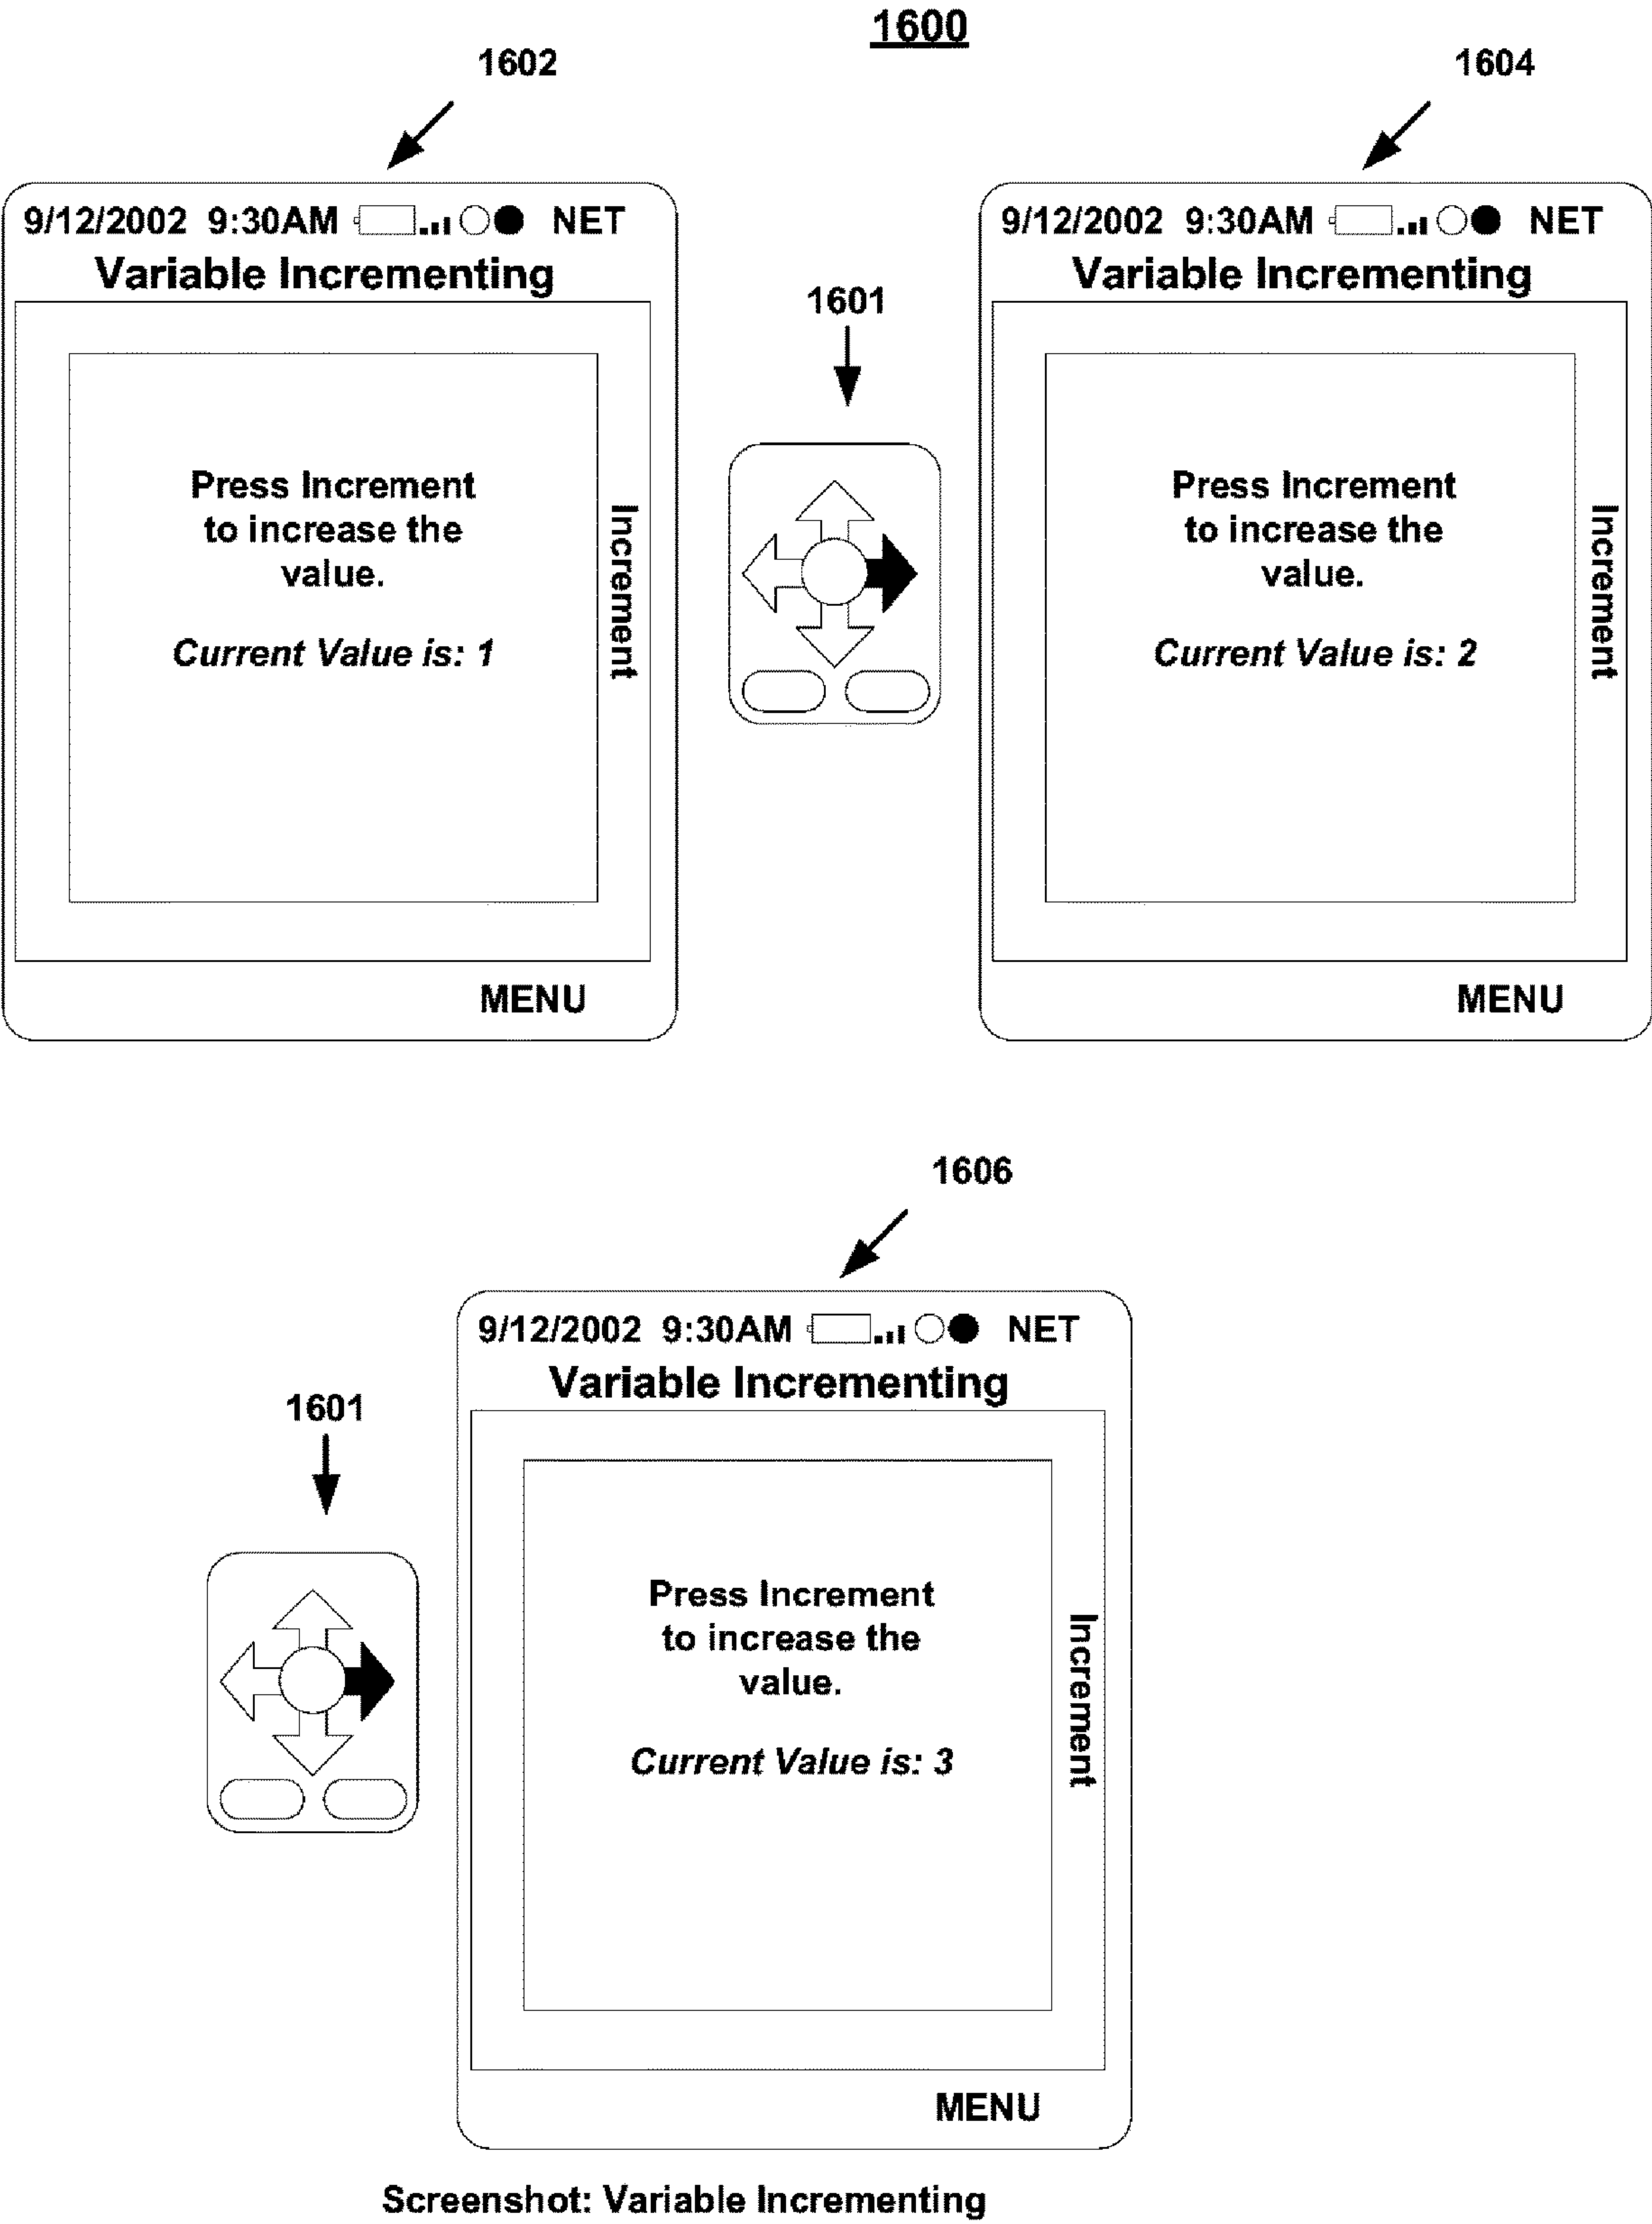 1600
1602
1604
9/12/2002 9:30AM NET
Variable Incrementing
Press Increment
to increase the
value.
Current Value is: 1
Increment
MENU
1601
9/12/2002 9:30AM NET
Variable Incrementing
Press Increment
to increase the
value.
Current Value is: 2
Increment
MENU
1606
1601
9/12/2002 9:30AM NET
Variable Incrementing
Press Increment
to increase the
value.
Current Value is: 3
Increment
MENU
Screenshot: Variable Incrementing